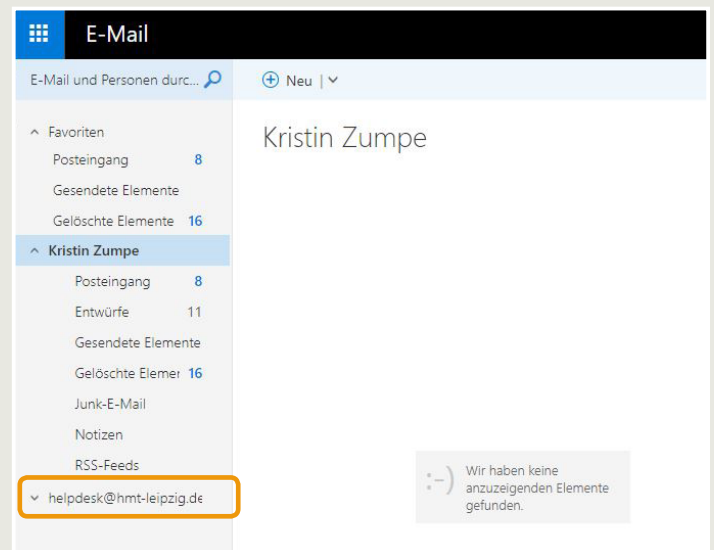 E-Mail
E-Mail und Personen durc...
Neu |
Favoriten
Posteingang 8
Gesendete Elemente
Gelöschte Elemente 16
Kristin Zumpe
Posteingang 8
Entwürfe 11
Gesendete Elemente
Gelöschte Elemer 16
Junk-E-Mail
Notizen
RSS-Feeds
helpdesk@hmt-leipzig.de
Kristin Zumpe
:-)
Wir haben keine
anzuzeigenden Elemente
gefunden.